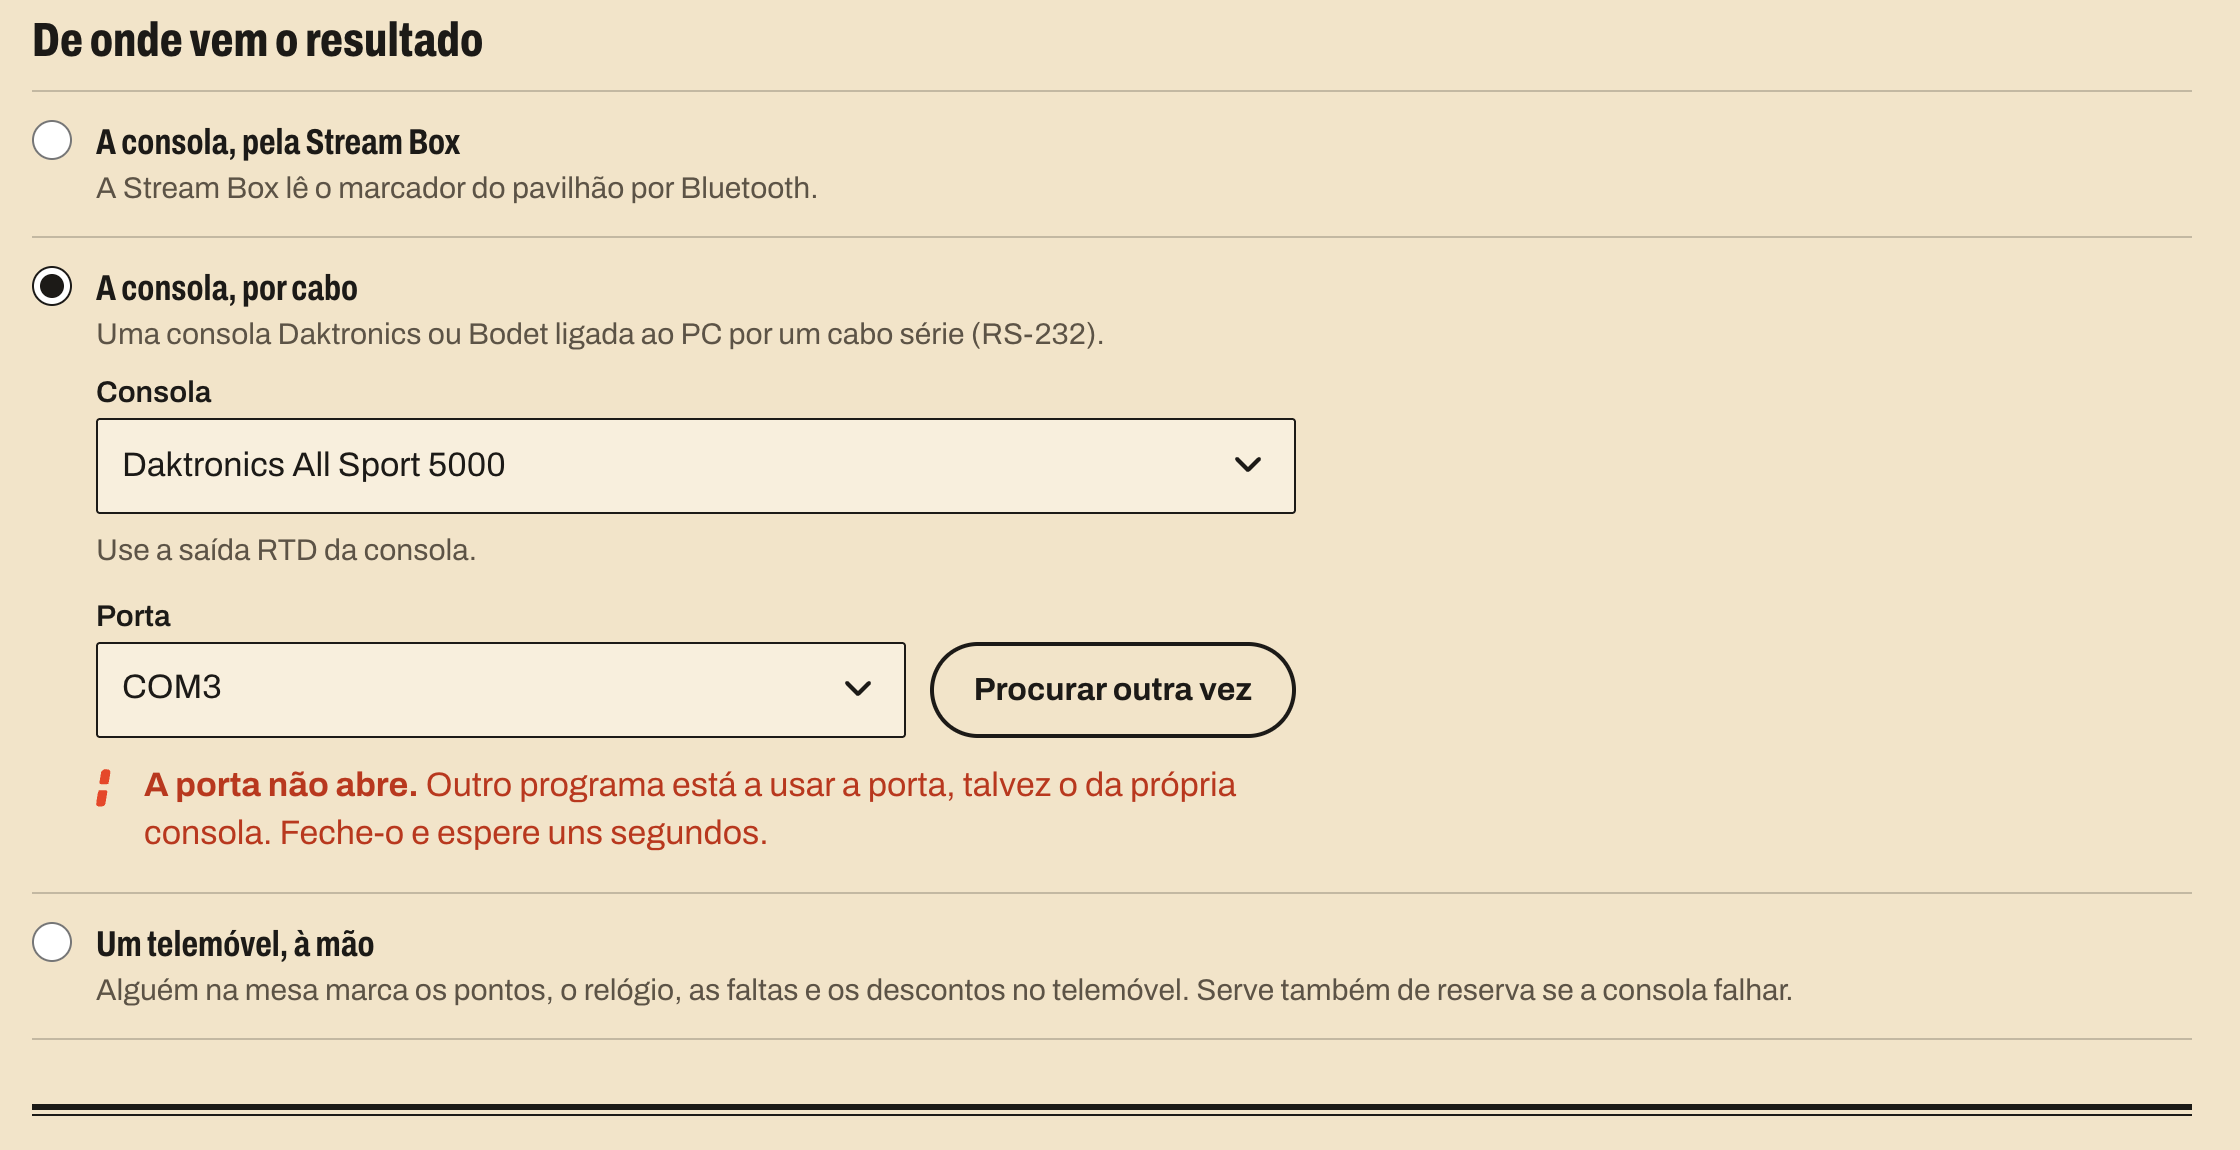 De onde vem o resultado
A consola, pela Stream Box
A Stream Box lê o marcador do pavilhão por Bluetooth.
A consola, por cabo
Uma consola Daktronics ou Bodet ligada ao PC por um cabo série (RS-232).
Consola
Daktronics All Sport 5000
Use a saída RTD da consola.
Porta
COM3
Procurar outra vez
A porta não abre. Outro programa está a usar a porta, talvez o da própria
consola. Feche-o e espere uns segundos.
Um telemóvel, à mão
Alguém na mesa marca os pontos, o relógio, as faltas e os descontos no telemóvel. Serve também de reserva se a consola falhar.